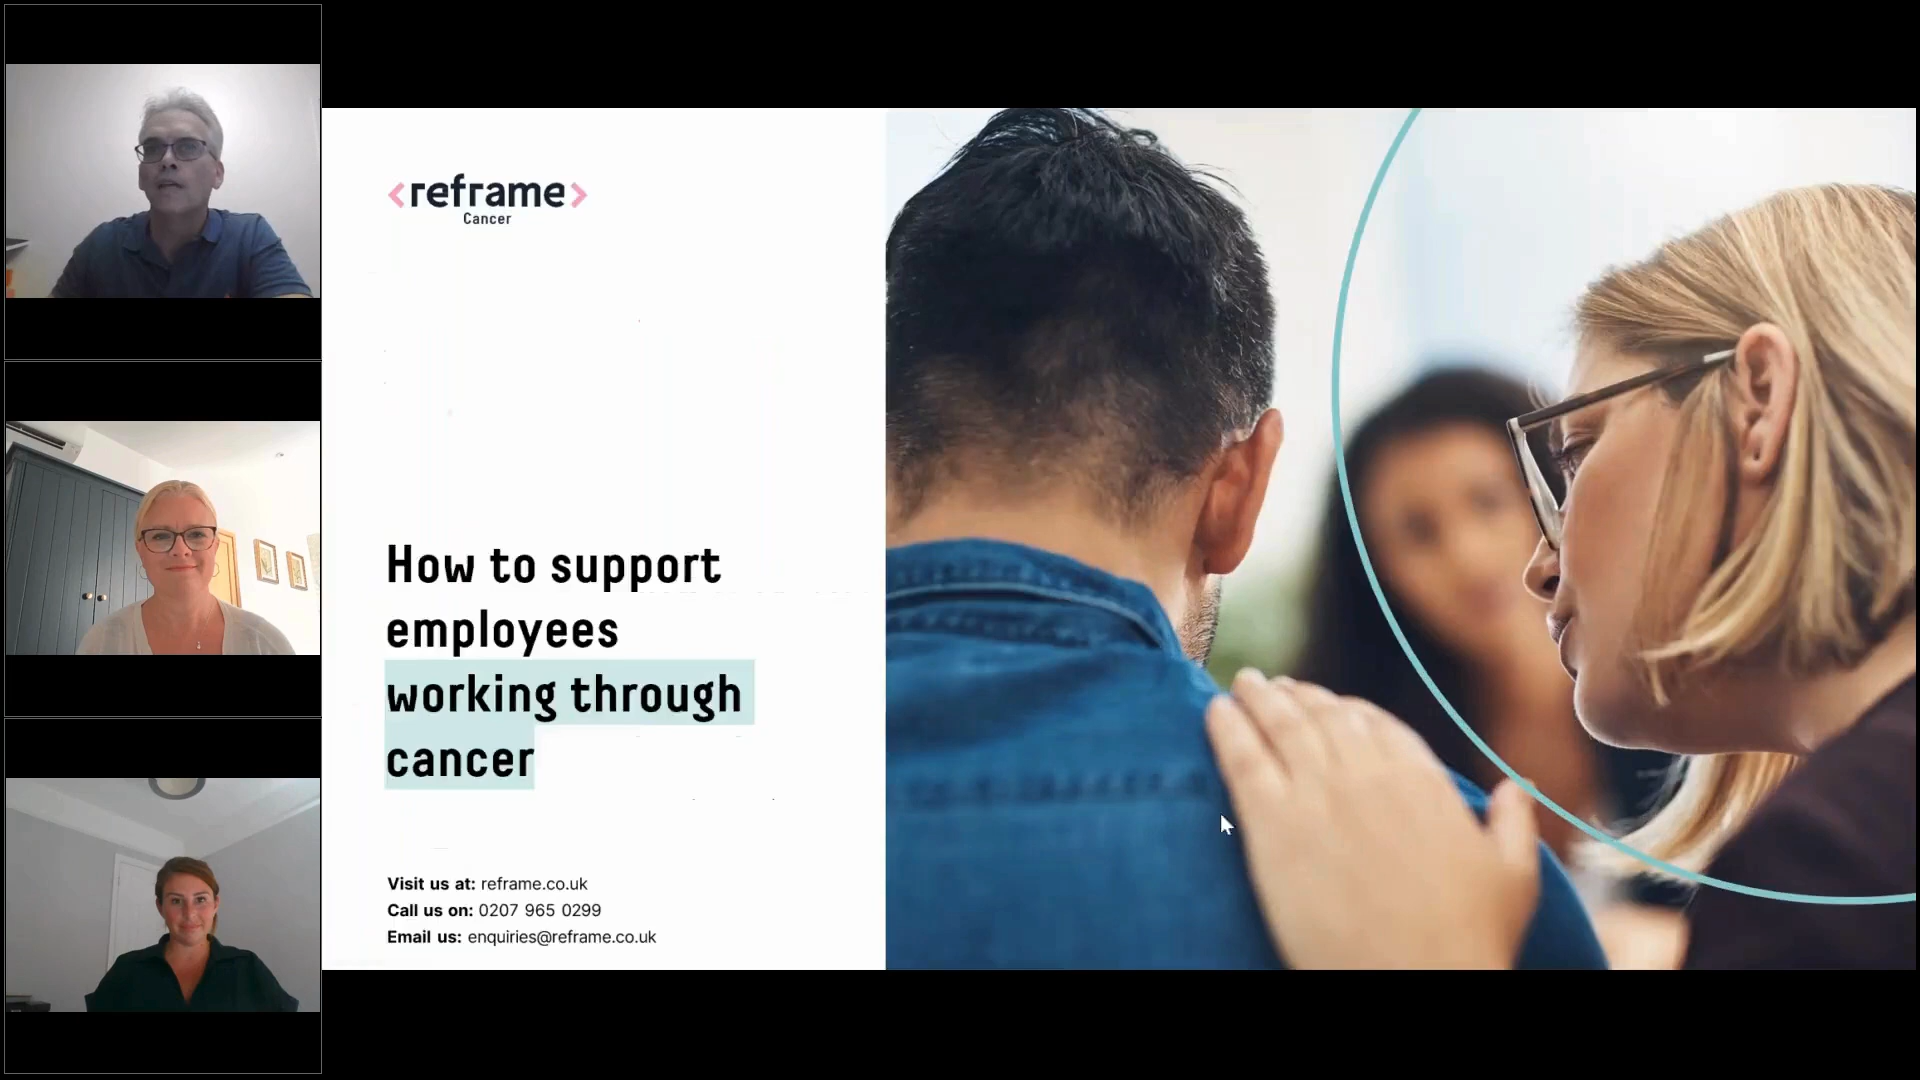 <reframe>
Cancer
How to support
employees
working through
cancer
Visit us at: reframe.co.uk
Call us on: 0207 965 0299
Email us: enquiries@reframe.co.uk